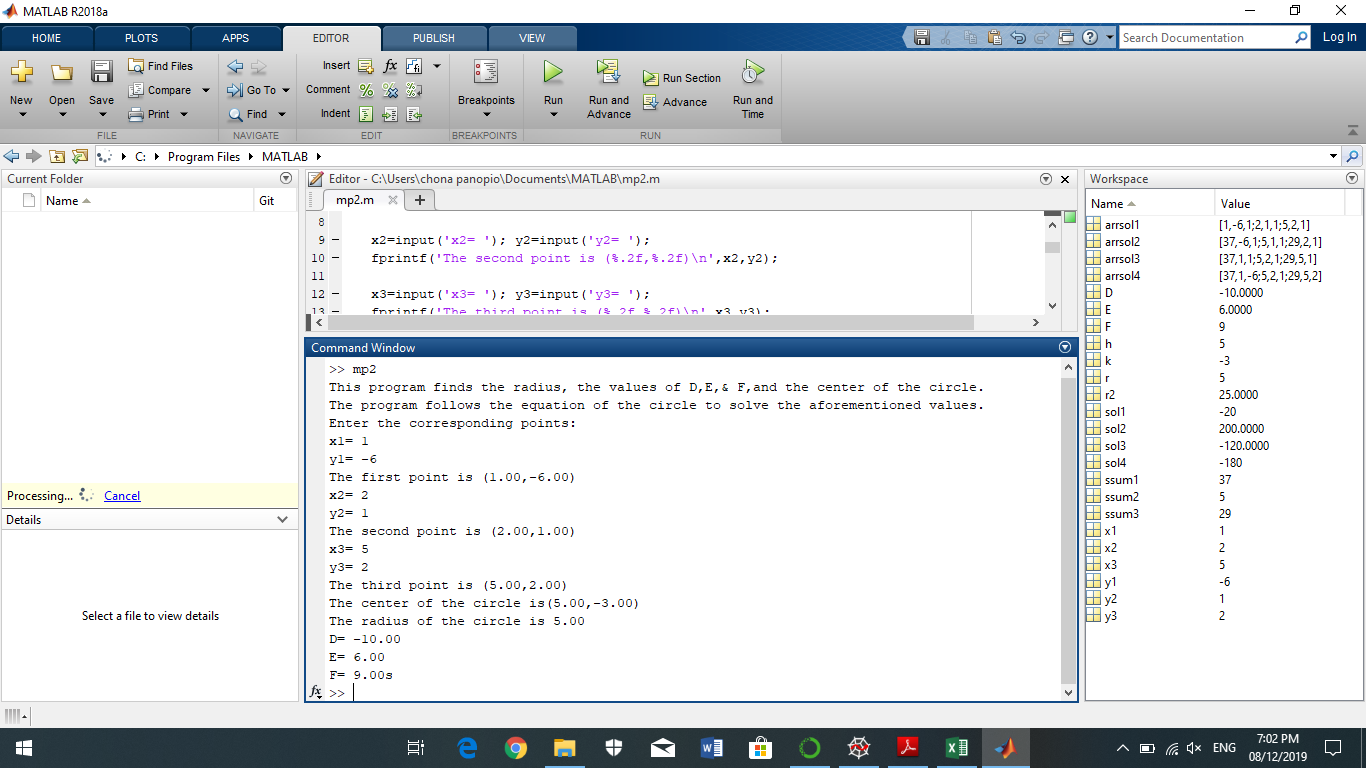 MATLAB R2018a
HOME PLOTS APPS EDITOR PUBLISH VIEW Search Documentation Log In
New Open Save Find Files Compare Print Go To Find Insert fx Comment Indent Breakpoints Run Run and Advance Run Section Advance Run and Time
FILE NAVIGATE EDIT BREAKPOINTS RUN
C: Program Files MATLAB
Current Folder
Name Git
Processing... Cancel
Details
Select a file to view details
Editor - C:\Users\chona panopio\Documents\MATLAB\mp2.m
mp2.m +
8
9 - x2=input('x2= '); y2=input('y2= ');
10 - fprintf('The second point is (%.2f,%.2f)\n',x2,y2);
11
12 - x3=input('x3= '); y3=input('y3= ');
13 - fprintf('The third point is (%.2f,%.2f)\n',x3,y3);
Command Window
>> mp2
This program finds the radius, the values of D,E,& F,and the center of the circle.
The program follows the equation of the circle to solve the aforementioned values.
Enter the corresponding points:
x1= 1
y1= -6
The first point is (1.00,-6.00)
x2= 2
y2= 1
The second point is (2.00,1.00)
x3= 5
y3= 2
The third point is (5.00,2.00)
The center of the circle is(5.00,-3.00)
The radius of the circle is 5.00
D= -10.00
E= 6.00
F= 9.00s
fx >>
Workspace
Name Value
arrsol1 [1,-6,1;2,1,1;5,2,1]
arrsol2 [37,-6,1;5,1,1;29,2,1]
arrsol3 [37,1,1;5,2,1;29,5,1]
arrsol4 [37,1,-6;5,2,1;29,5,2]
D -10.0000
E 6.0000
F 9
h 5
k -3
r 5
r2 25.0000
sol1 -20
sol2 200.0000
sol3 -120.0000
sol4 -180
ssum1 37
ssum2 5
ssum3 29
x1 1
x2 2
x3 5
y1 -6
y2 1
y3 2
ENG 7:02 PM
08/12/2019